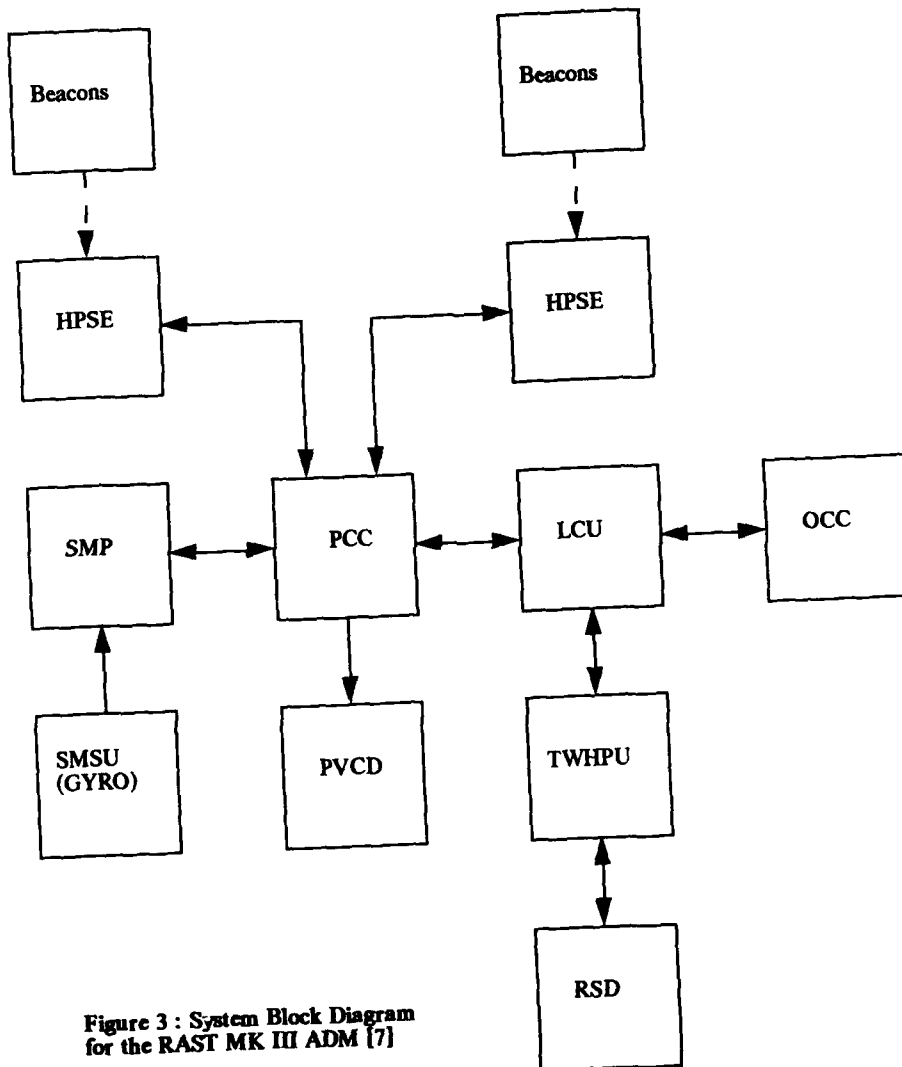 Beacons
Beacons
HPSE
HPSE
SMP
PCC
LCU
OCC
SMSU
(GYRO)
PVCD
TWHPU
RSD
Figure 3 : System Block Diagram
for the RAST MK III ADM [7]